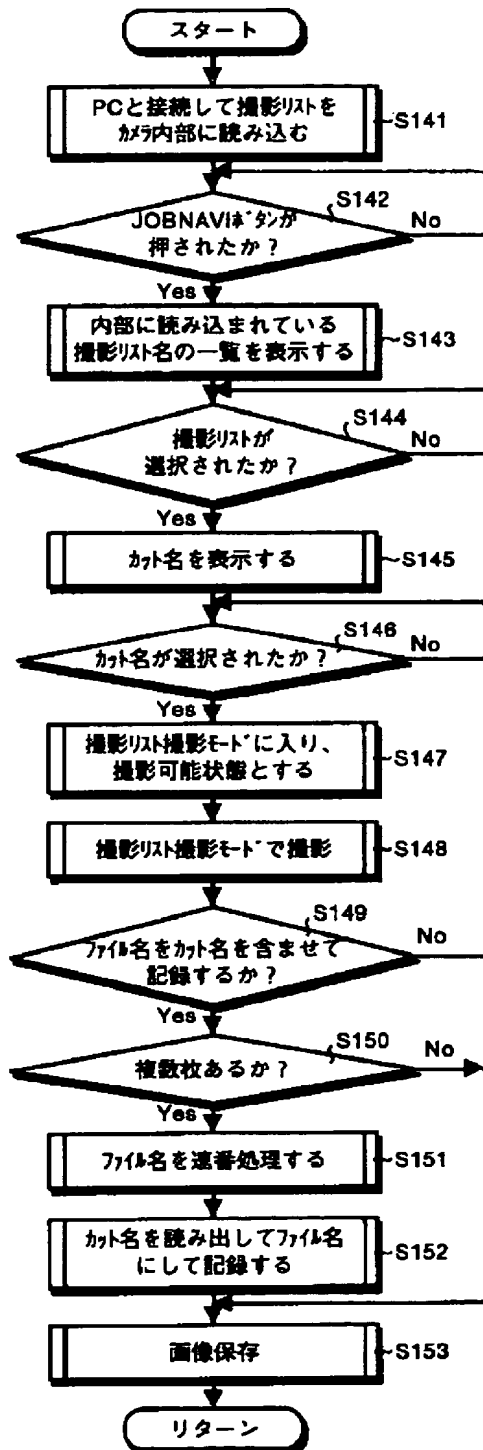 スタート
PCと接続して撮影リストを
カメラ内部に読み込む
S141
S142
JOBNAVIボタンが
押されたか？
No
Yes
内部に読み込まれている
撮影リスト名の一覧を表示する
S143
S144
撮影リストが
選択されたか？
No
Yes
カット名を表示する
S145
S146
カット名が選択されたか？
No
Yes
撮影リスト撮影モードに入り、
撮影可能状態とする
S147
撮影リスト撮影モードで撮影
S148
S149
ファイル名をカット名を含ませて
記録するか？
No
Yes
S150
複数枚あるか？
No
Yes
ファイル名を連番処理する
S151
カット名を読み出してファイル名
にして記録する
S152
画像保存
S153
リターン